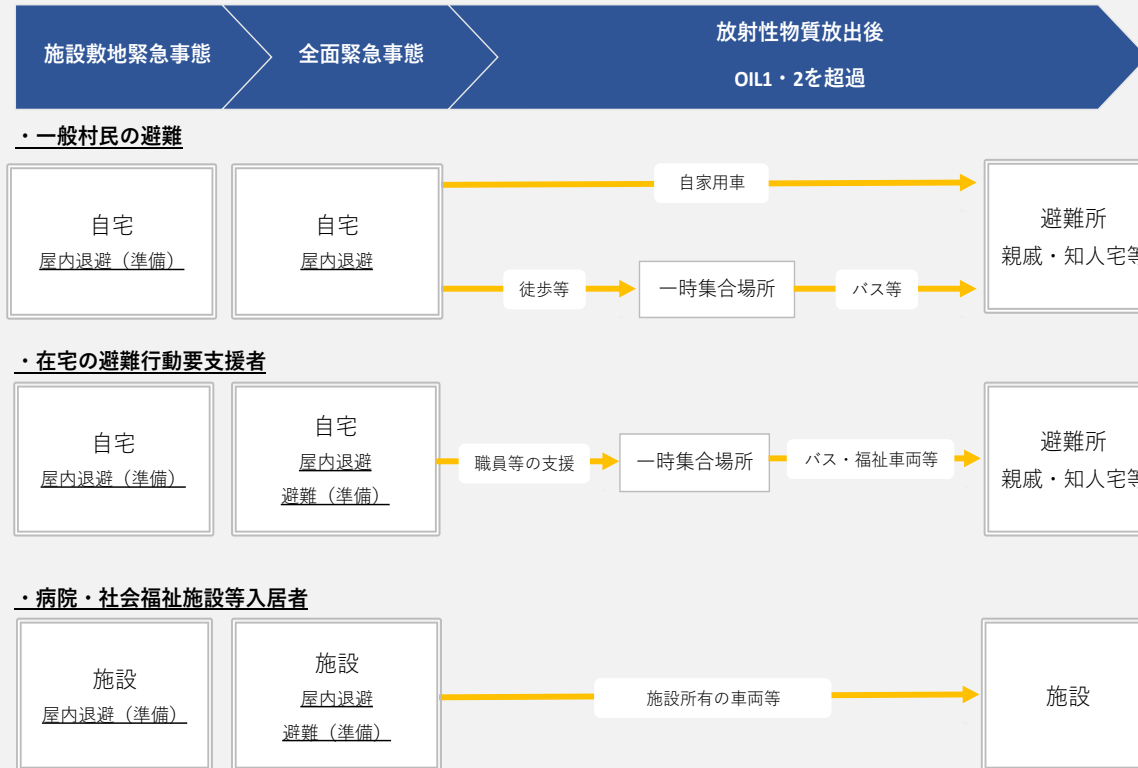 施設敷地緊急事態
全面緊急事態
放射性物質放出後
OIL1・2を超過
・一般村民の避難
自宅
屋内退避（準備）
自宅
屋内退避
自家用車
徒歩等
一時集合場所
バス等
避難所
親戚・知人宅等
・在宅の避難行動要支援者
自宅
屋内退避（準備）
自宅
屋内退避
避難（準備）
職員等の支援
一時集合場所
バス・福祉車両等
避難所
親戚・知人宅等
・病院・社会福祉施設等入居者
施設
屋内退避（準備）
施設
屋内退避
避難（準備）
施設所有の車両等
施設